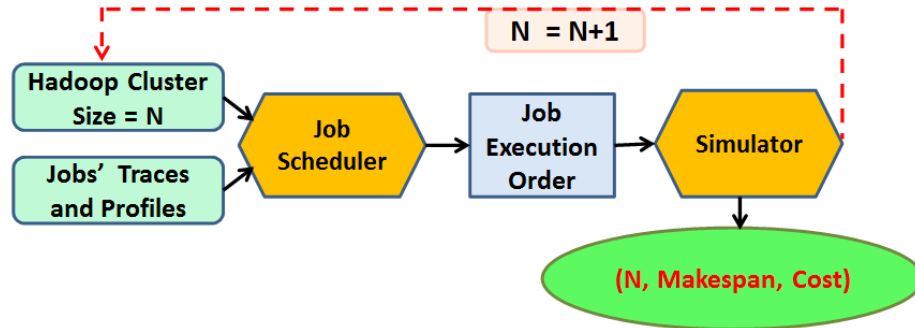 N = N+1
Hadoop Cluster
Size = N
Jobs' Traces
and Profiles
Job
Scheduler
Job
Execution
Order
Simulator
(N, Makespan, Cost)